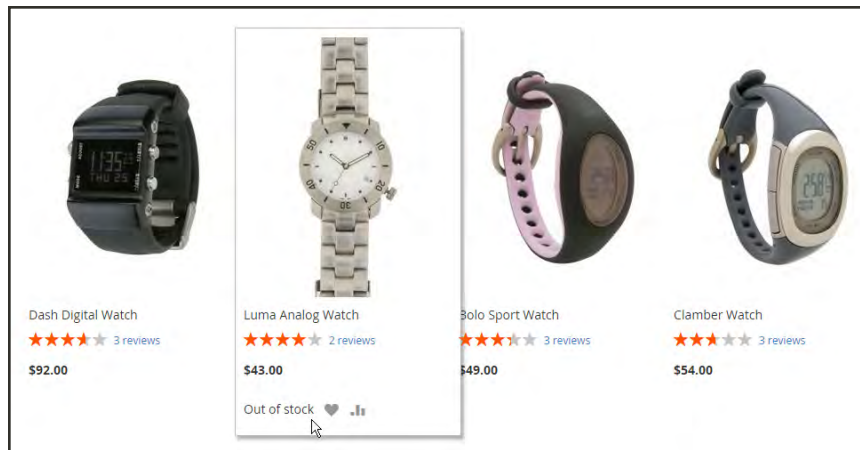 Dash Digital Watch
3 reviews
$92.00
Luma Analog Watch
2 reviews
$43.00
Out of stock
Bolo Sport Watch
3 reviews
$49.00
Clamber Watch
3 reviews
$54.00